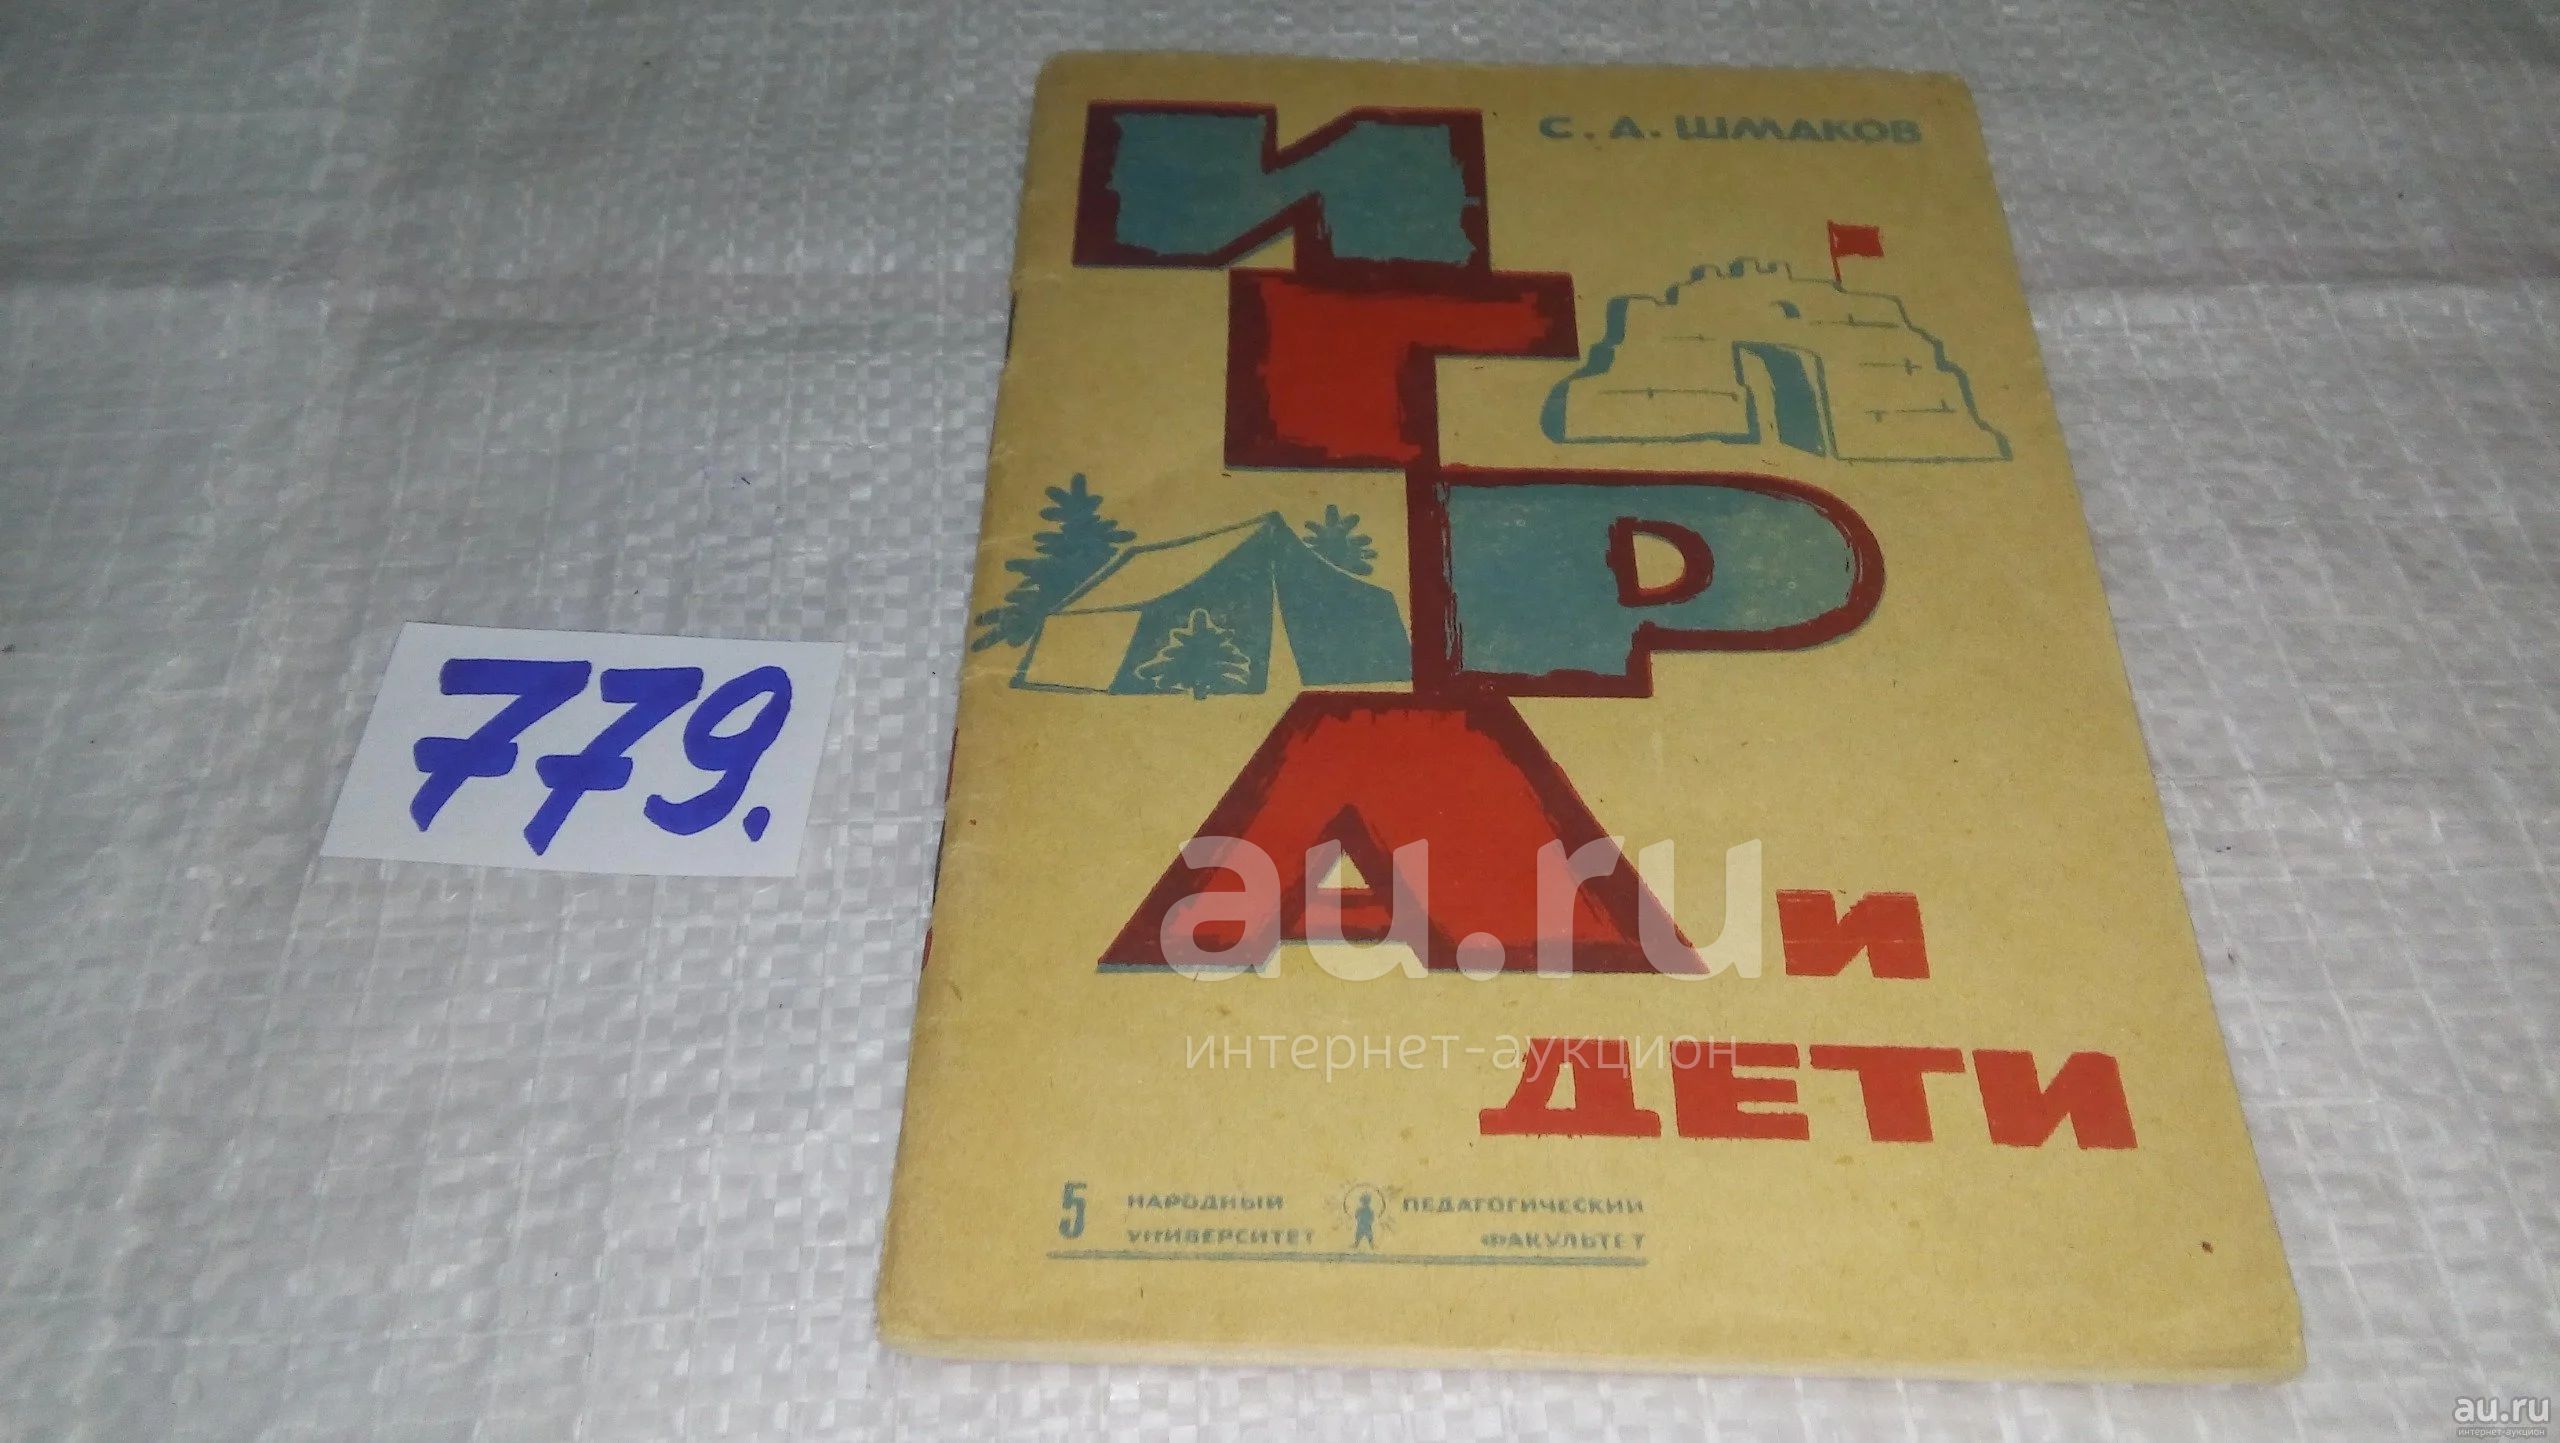 С. А. ШМАКОВ
ИГРА
И
ДЕТИ
779.
au.ru
интернет-аукцион
5 НАРОДНЫЙ ПЕДАГОГИЧЕСКИЙ
УНИВЕРСИТЕТ ФАКУЛЬТЕТ
au.ru
интернет-аукцион